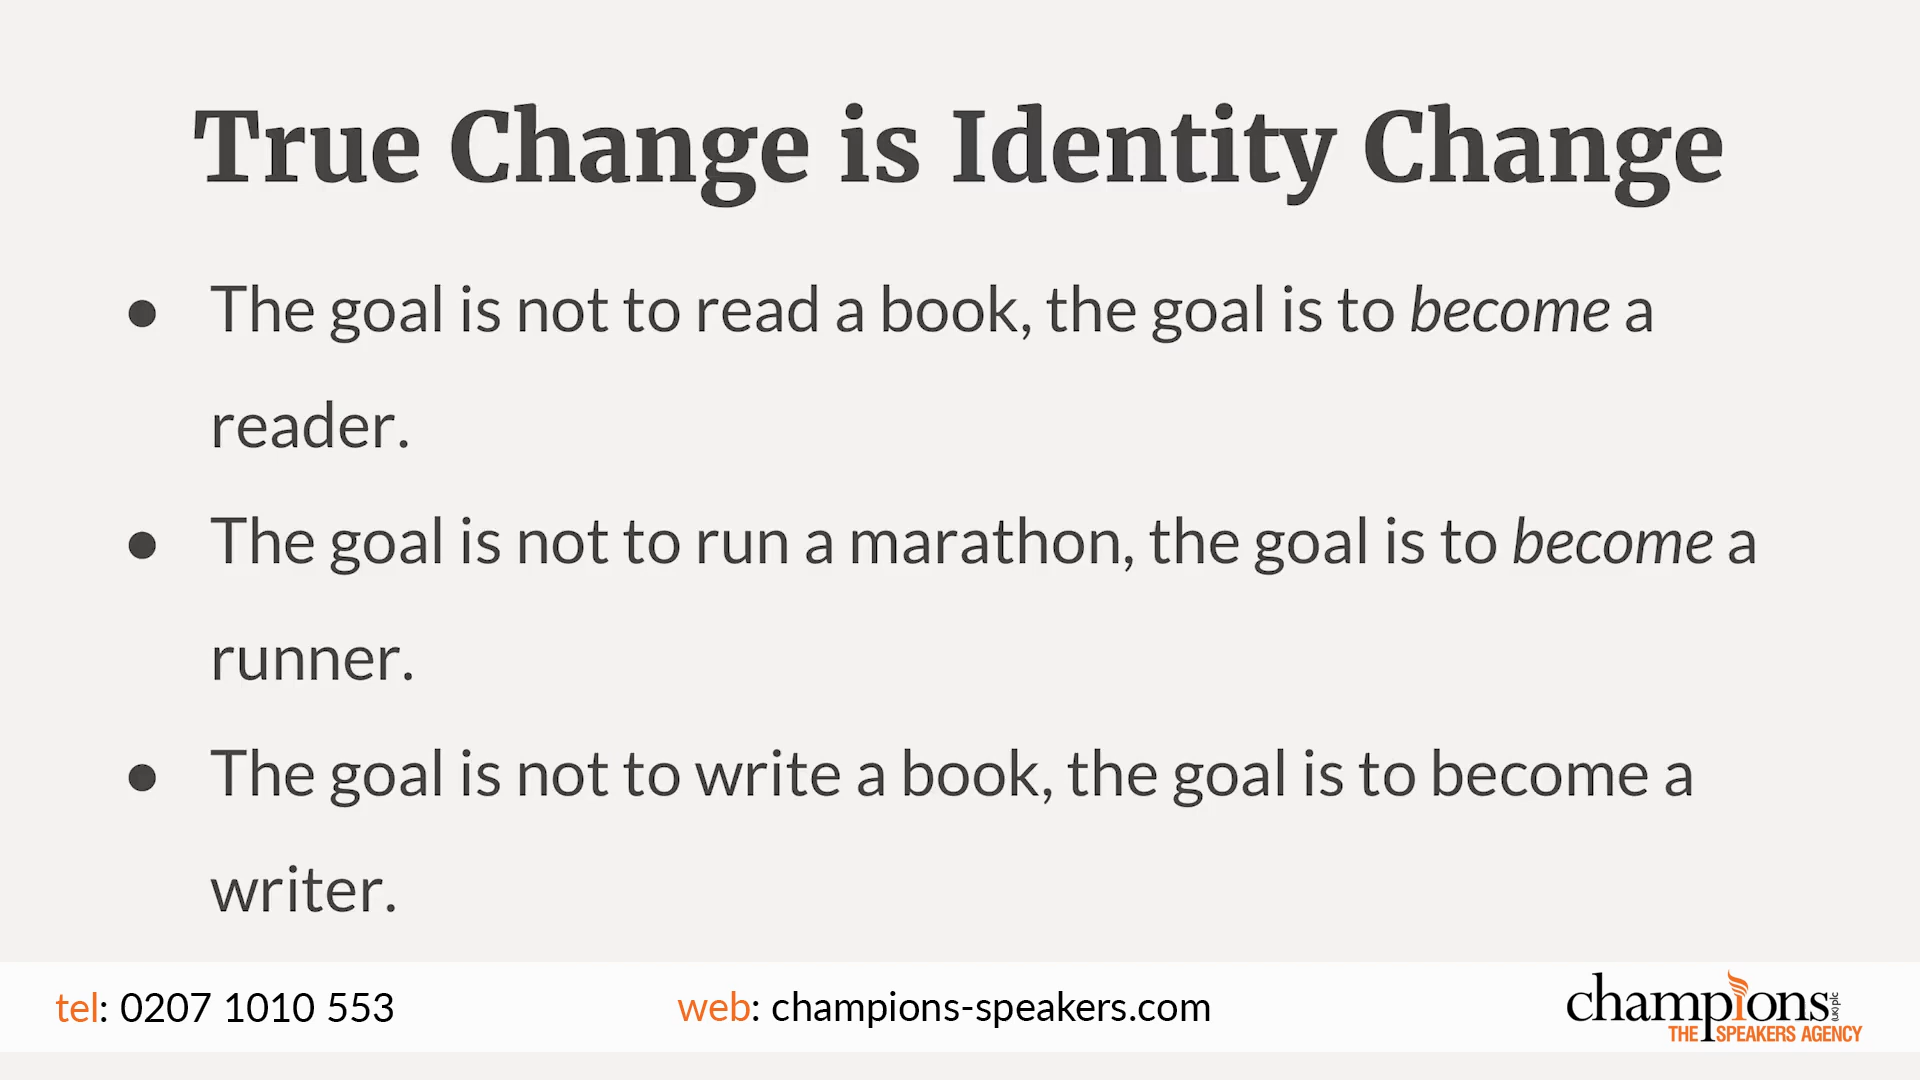 True Change is Identity Change
● The goal is not to read a book, the goal is to become a
reader.
● The goal is not to run a marathon, the goal is to become a
runner.
● The goal is not to write a book, the goal is to become a
writer.
tel: 0207 1010 553
web: champions-speakers.com
champions (UK) plc
THE SPEAKERS AGENCY